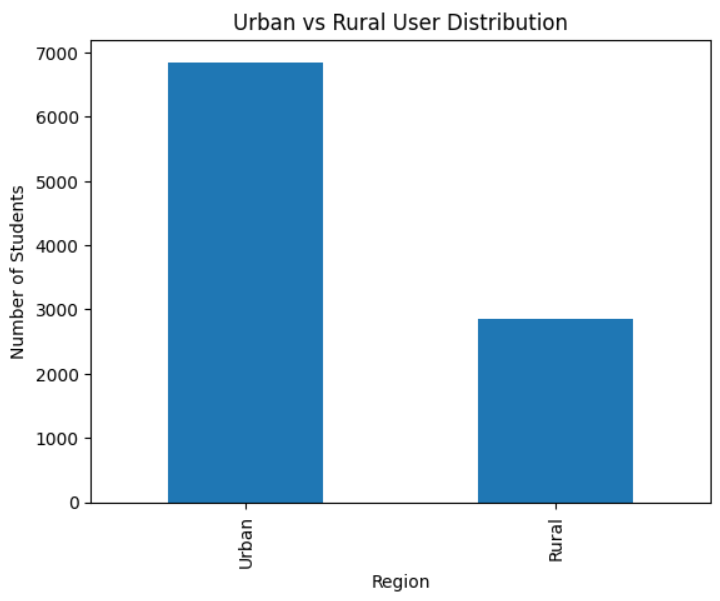 Urban vs Rural User Distribution
7000
6000
5000
4000
3000
2000
1000
0
Number of Students
Urban
Rural
Region